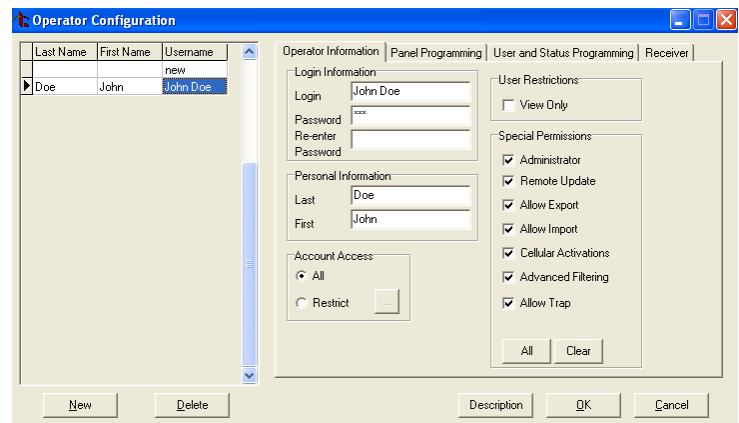 Operator Configuration
Last Name First Name Username
new
Doe John John Doe
Operator Information Panel Programming User and Status Programming Receiver
Login Information
Login John Doe
Password ***
Re-enter
Password
Personal Information
Last Doe
First John
Account Access
All
Restrict ...
User Restrictions
View Only
Special Permissions
Administrator
Remote Update
Allow Export
Allow Import
Cellular Activations
Advanced Filtering
Allow Trap
All Clear
New Delete Description OK Cancel